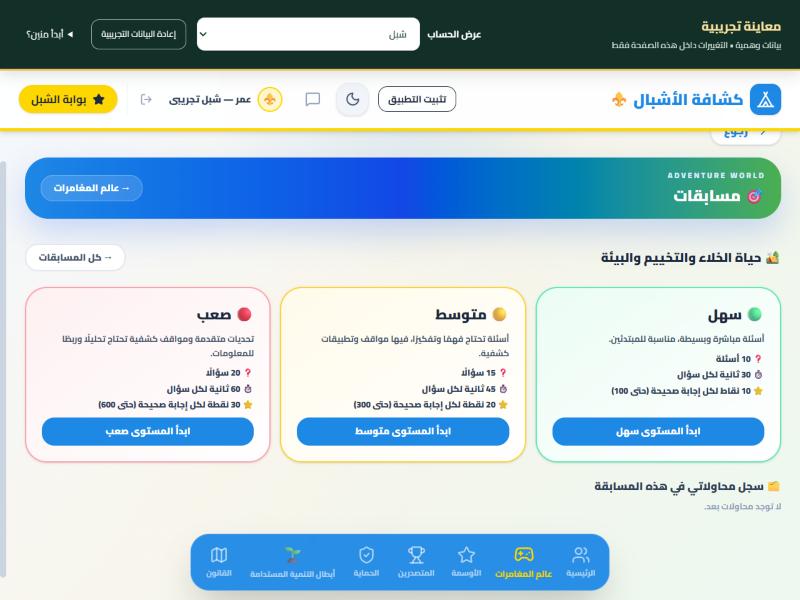 معاينة تجريبية
بيانات وهمية • التغييرات داخل هذه الصفحة فقط
عرض الحساب
شبل
إعادة البيانات التجريبية
أبدأ منين؟
كشافة الأشبال
تثبيت التطبيق
عمر — شبل تجريبي
بوابة الشبل
رجوع
ADVENTURE WORLD
مسابقات
عالم المغامرات →
حياة الخلاء والتخييم والبيئة
كل المسابقات →
سهل
أسئلة مباشرة وبسيطة، مناسبة للمبتدئين.
10 أسئلة
30 ثانية لكل سؤال
10 نقاط لكل إجابة صحيحة (حتى 100)
ابدأ المستوى سهل
متوسط
أسئلة تحتاج فهمًا وتفكيرًا، فيها مواقف وتطبيقات
كشفية.
15 سؤالًا
45 ثانية لكل سؤال
20 نقطة لكل إجابة صحيحة (حتى 300)
ابدأ المستوى متوسط
صعب
تحديات متقدمة ومواقف كشفية تحتاج تحليلًا وربطًا
للمعلومات.
20 سؤالًا
60 ثانية لكل سؤال
30 نقطة لكل إجابة صحيحة (حتى 600)
ابدأ المستوى صعب
سجل محاولاتي في هذه المسابقة
لا توجد محاولات بعد.
الرئيسية
عالم المغامرات
الأوسمة
المتصدرين
الحماية
أبطال التنمية المستدامة
القانون